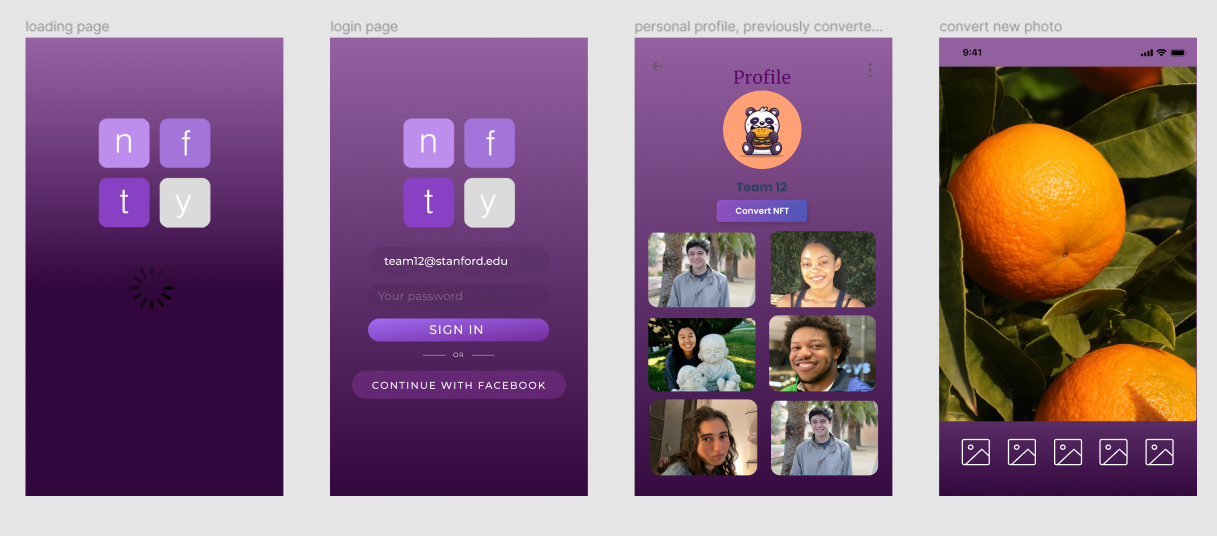 loading page
login page
personal profile, previously converte...
convert new photo
n f
t y
n f
t y
team12@stanford.edu
Your password
SIGN IN
OR
CONTINUE WITH FACEBOOK
Profile
Team 12
Convert NFT
9:41